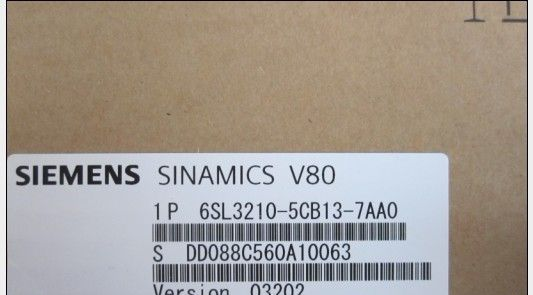 SIEMENS SINAMICS V80
1P 6SL3210-5CB13-7AA0
S DD088C560A10063
Version 03202